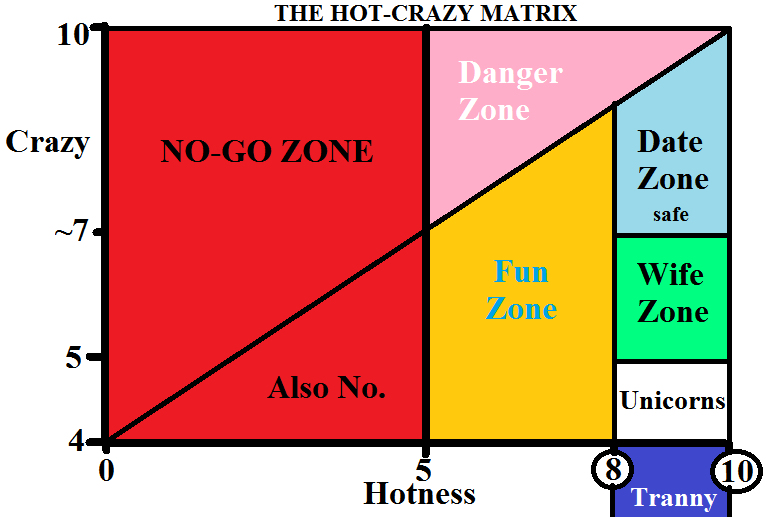 THE HOT-CRAZY MATRIX
10
Danger
Zone
Crazy
NO-GO ZONE
Date
Zone
safe
~7
Fun
Zone
Wife
Zone
5
Also No.
Unicorns
4
0
5
8
10
Hotness
Tranny